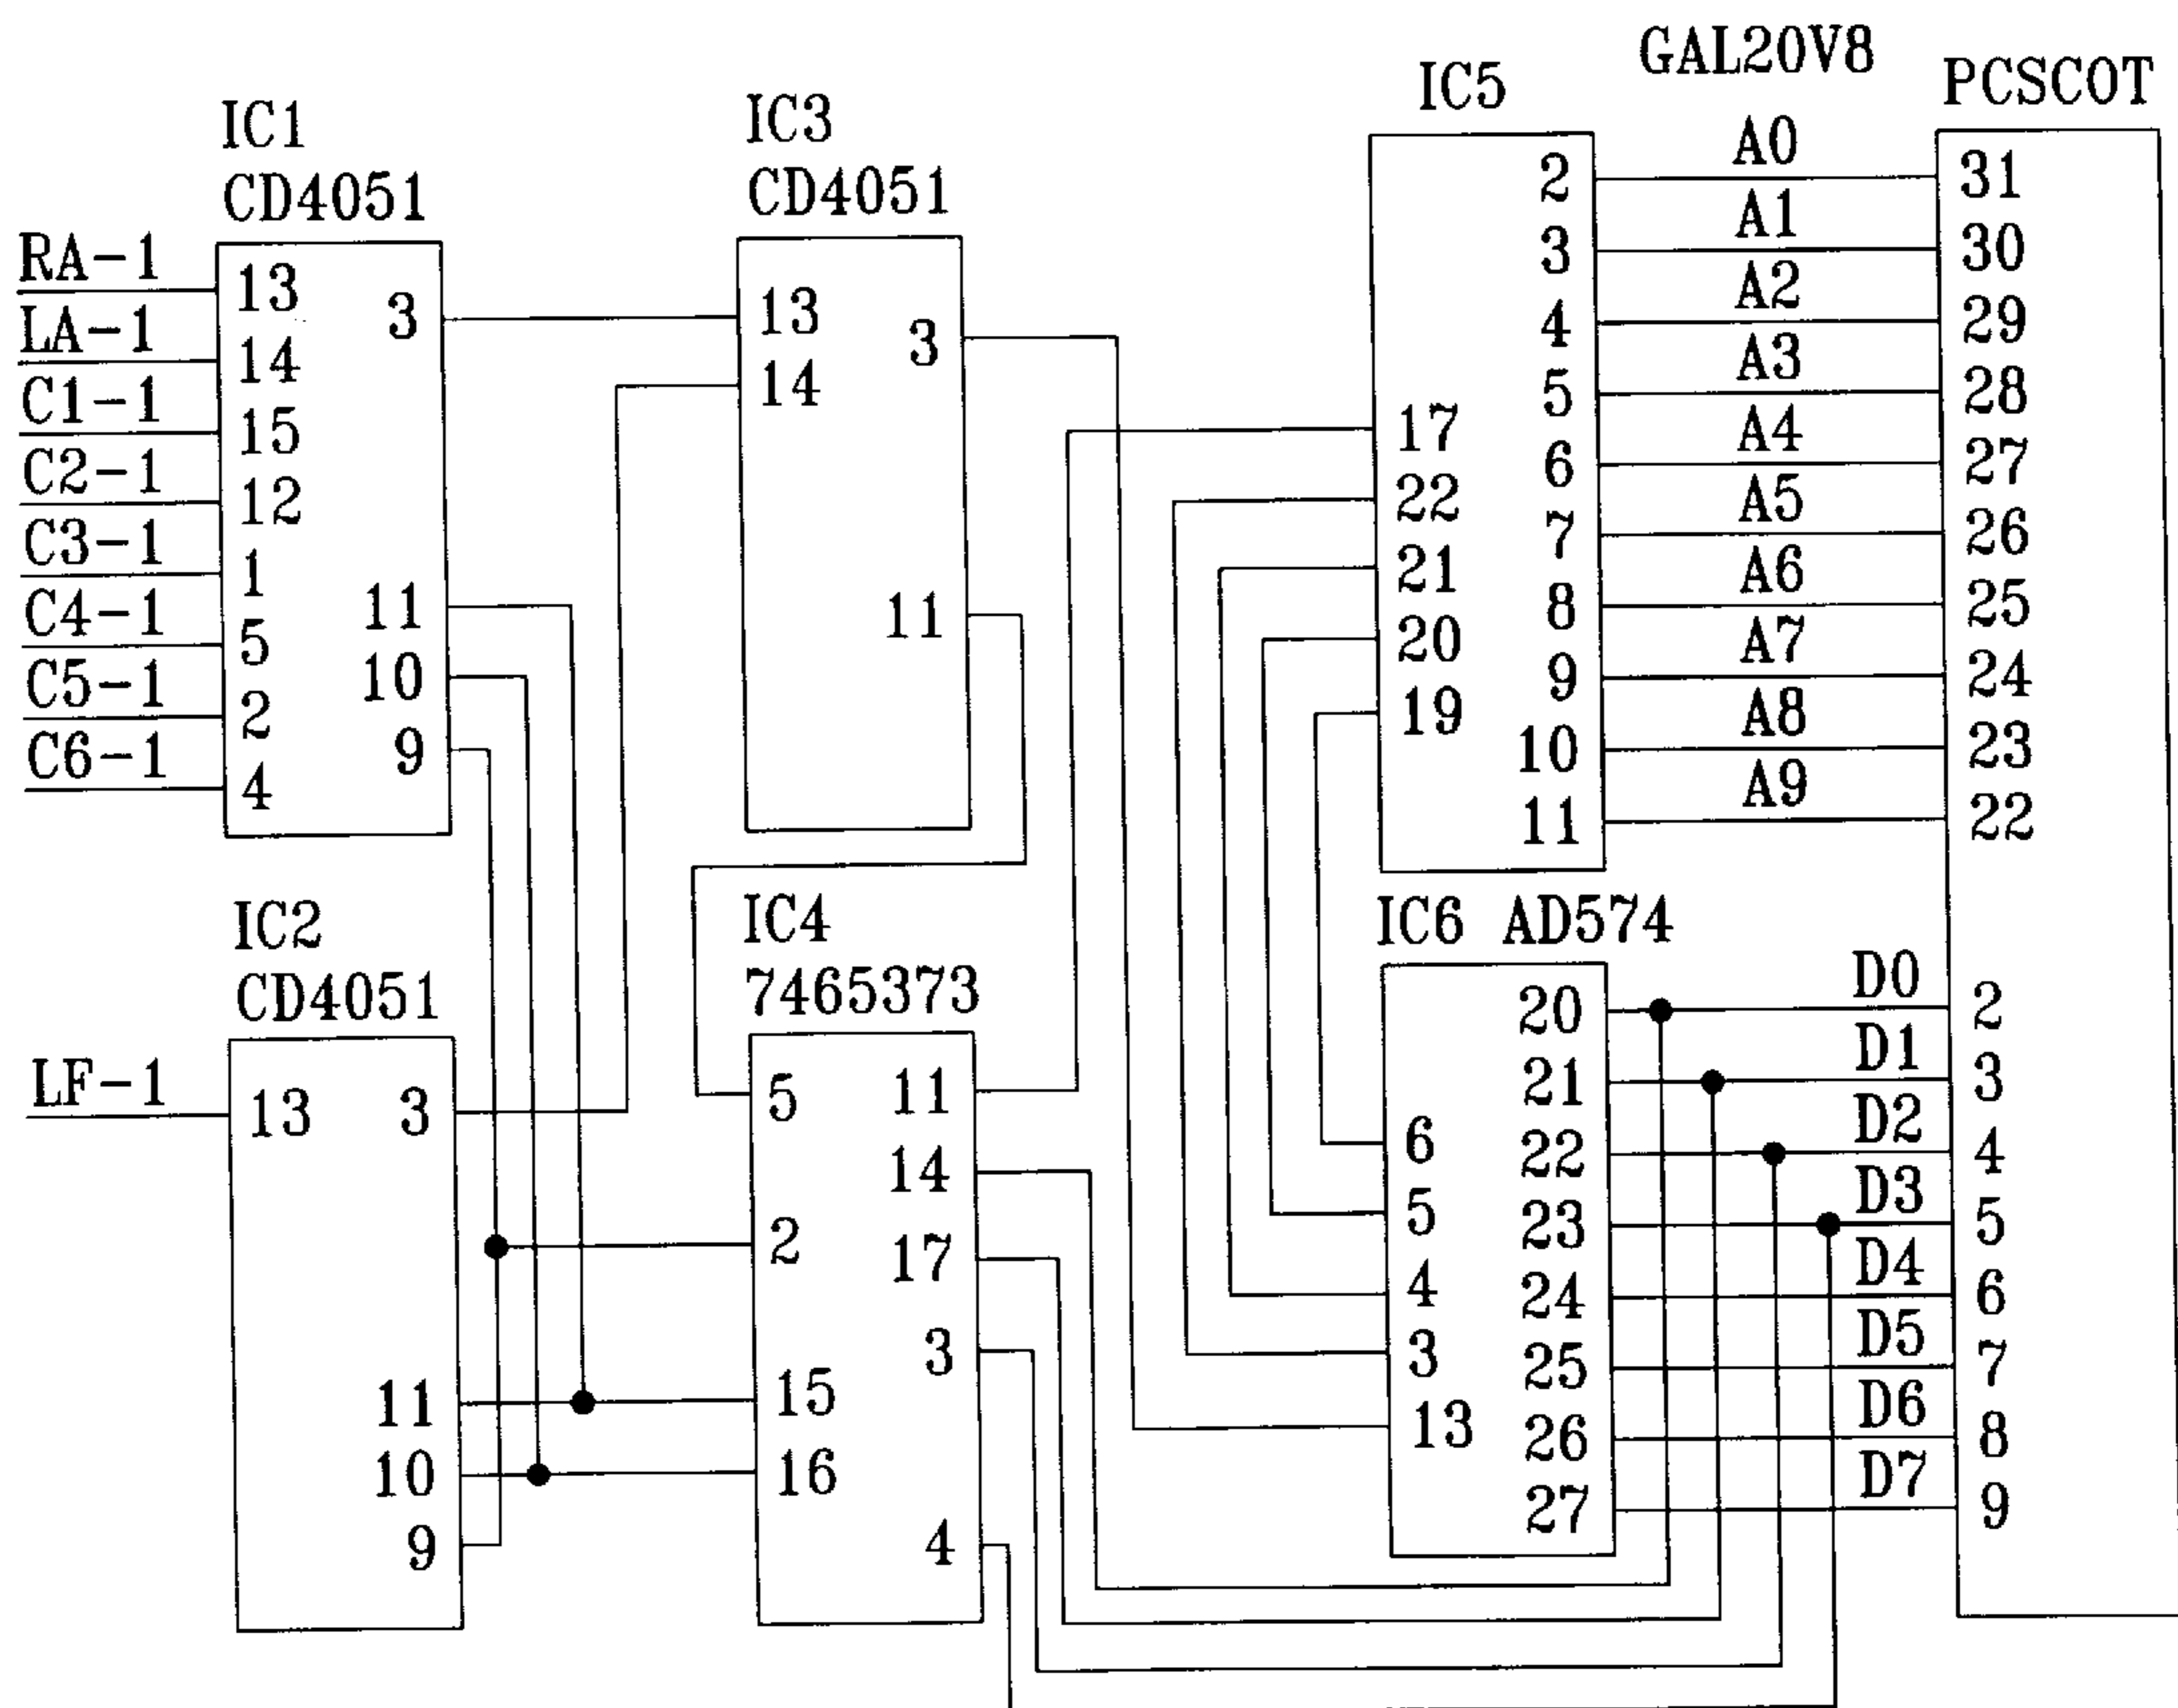 GAL20V8
IC5
PCSCOT
IC1
CD4051
IC3
CD4051
RA-1
LA-1
C1-1
C2-1
C3-1
C4-1
C5-1
C6-1
13
14
15
12
1
5
2
4
3
11
10
9
13
14
3
11
17
22
21
20
19
2
3
4
5
6
7
8
9
10
11
A0
A1
A2
A3
A4
A5
A6
A7
A8
A9
31
30
29
28
27
26
25
24
23
22
IC2
CD4051
LF-1
13
3
11
10
9
IC4
7465373
5
2
15
16
11
14
17
3
4
IC6 AD574
6
5
4
3
13
20
21
22
23
24
25
26
27
D0
D1
D2
D3
D4
D5
D6
D7
2
3
4
5
6
7
8
9